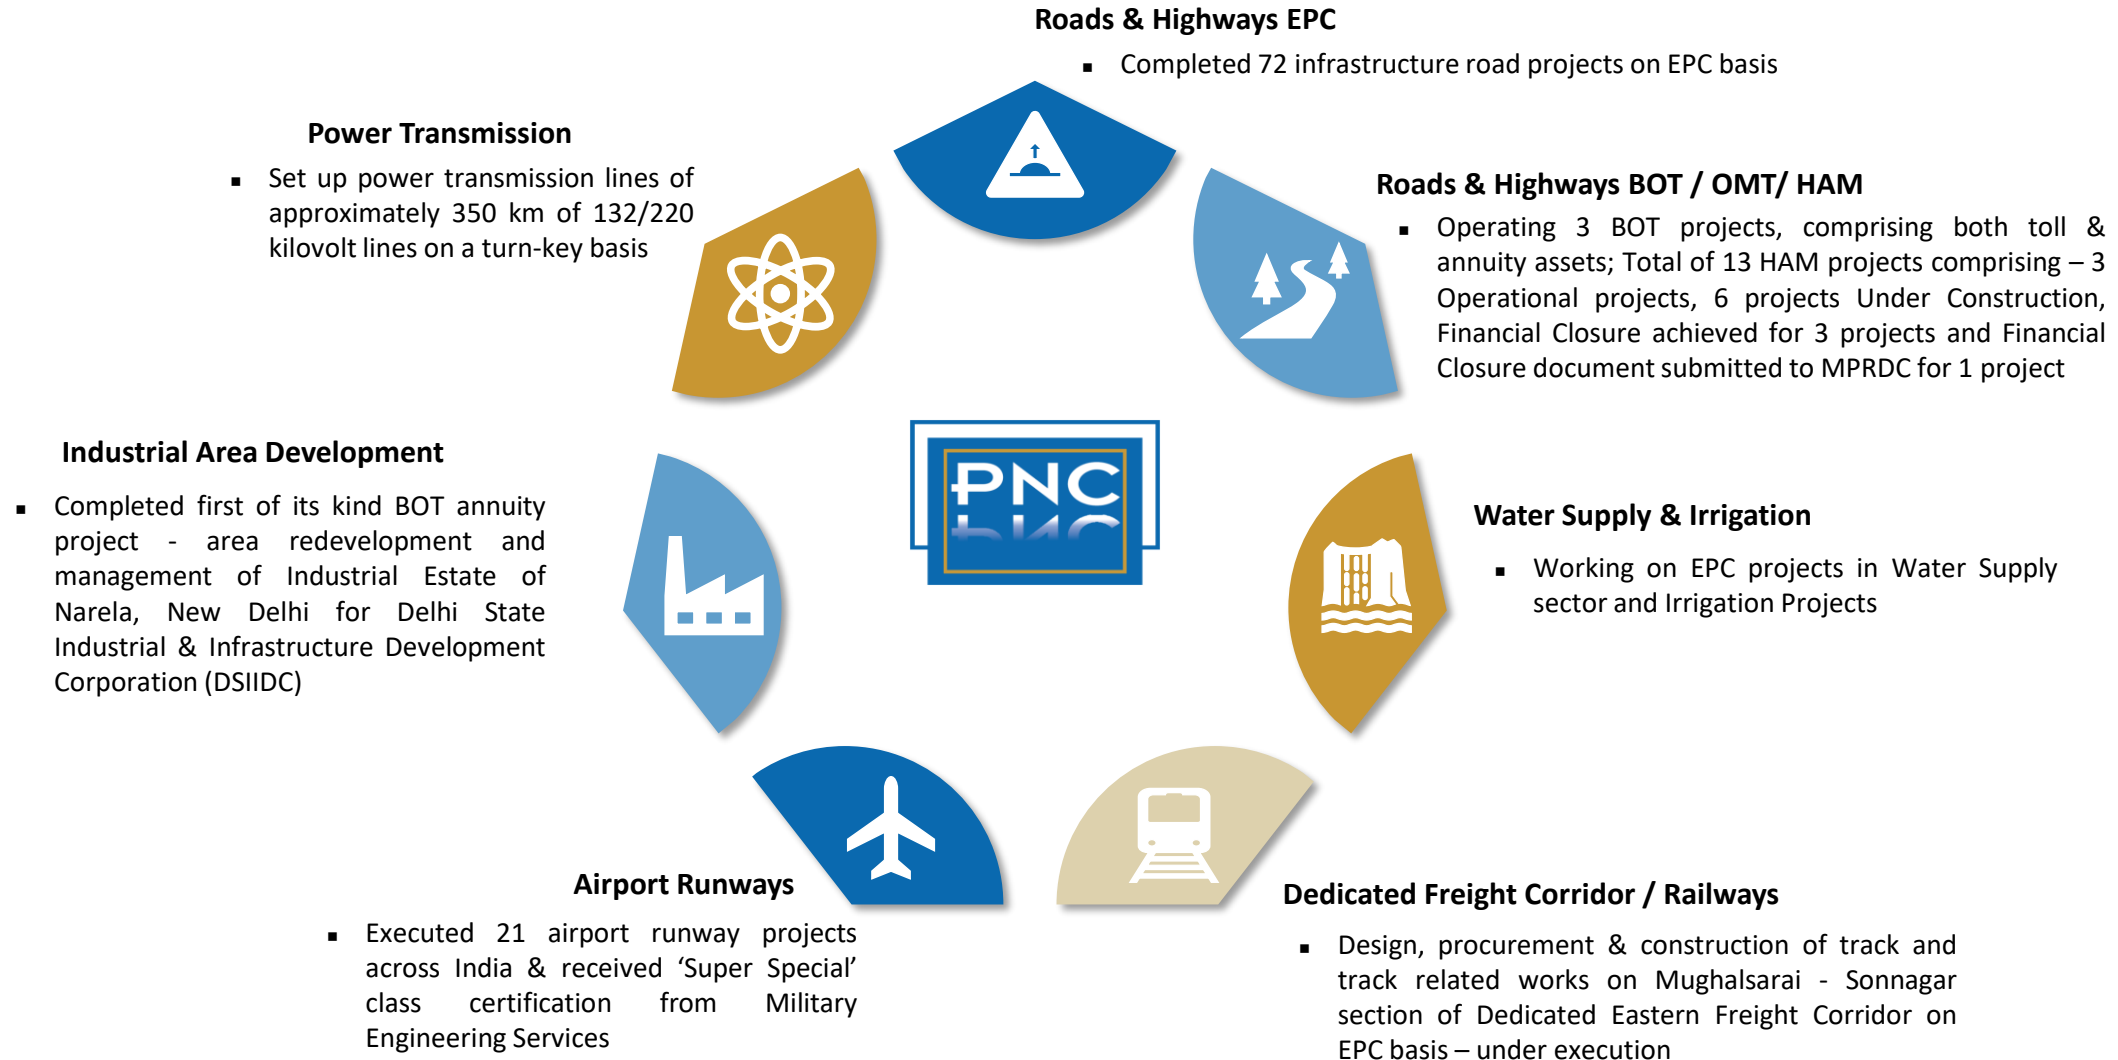 Roads & Highways EPC
▪ Completed 72 infrastructure road projects on EPC basis
Power Transmission
▪ Set up power transmission lines of
approximately 350 km of 132/220
kilovolt lines on a turn-key basis
Roads & Highways BOT / OMT/ HAM
▪ Operating 3 BOT projects, comprising both toll &
annuity assets; Total of 13 HAM projects comprising – 3
Operational projects, 6 projects Under Construction,
Financial Closure achieved for 3 projects and Financial
Closure document submitted to MPRDC for 1 project
Industrial Area Development
▪ Completed first of its kind BOT annuity
project - area redevelopment and
management of Industrial Estate of
Narela, New Delhi for Delhi State
Industrial & Infrastructure Development
Corporation (DSIIDC)
PNC
Water Supply & Irrigation
▪ Working on EPC projects in Water Supply
sector and Irrigation Projects
Airport Runways
▪ Executed 21 airport runway projects
across India & received ‘Super Special’
class certification from Military
Engineering Services
Dedicated Freight Corridor / Railways
▪ Design, procurement & construction of track and
track related works on Mughalsarai - Sonnagar
section of Dedicated Eastern Freight Corridor on
EPC basis – under execution